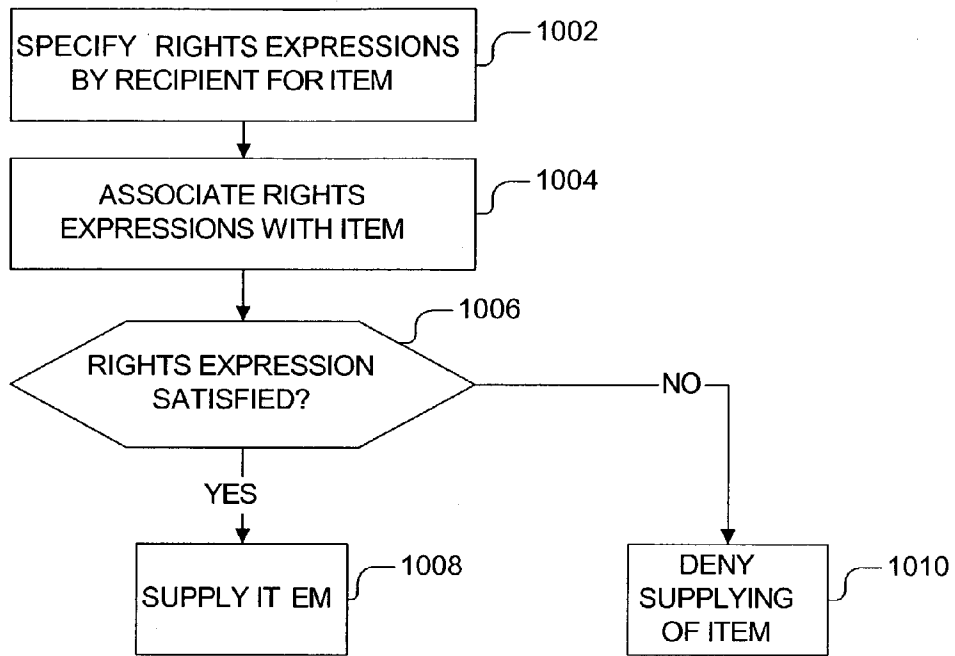 SPECIFY RIGHTS EXPRESSIONS
BY RECIPIENT FOR ITEM
1002
ASSOCIATE RIGHTS
EXPRESSIONS WITH ITEM
1004
RIGHTS EXPRESSION
SATISFIED?
1006
NO
YES
SUPPLY IT EM
1008
DENY
SUPPLYING
OF ITEM
1010